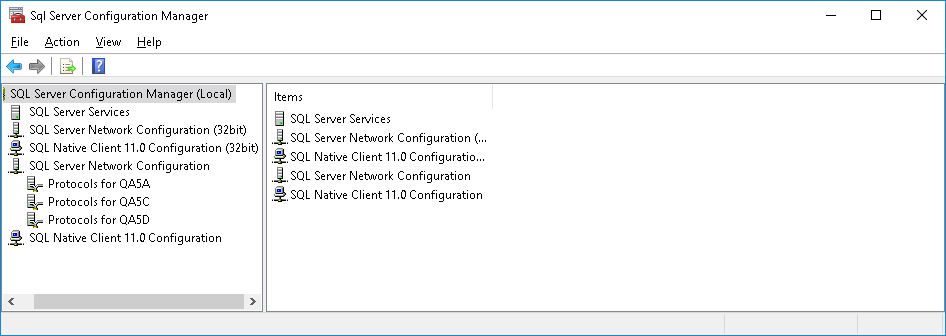 Sql Server Configuration Manager
File Action View Help
SQL Server Configuration Manager (Local)
SQL Server Services
SQL Server Network Configuration (32bit)
SQL Native Client 11.0 Configuration (32bit)
SQL Server Network Configuration
Protocols for QA5A
Protocols for QA5C
Protocols for QA5D
SQL Native Client 11.0 Configuration
Items
SQL Server Services
SQL Server Network Configuration (...
SQL Native Client 11.0 Configuratio...
SQL Server Network Configuration
SQL Native Client 11.0 Configuration